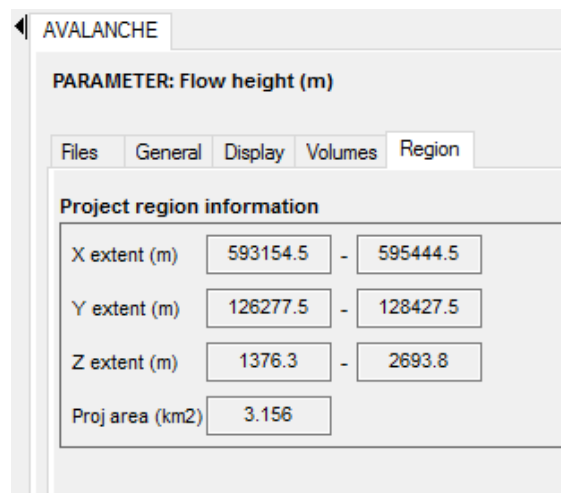 AVALANCHE
PARAMETER: Flow height (m)
Files General Display Volumes Region
Project region information
X extent (m) 593154.5 - 595444.5
Y extent (m) 126277.5 - 128427.5
Z extent (m) 1376.3 - 2693.8
Proj area (km2) 3.156